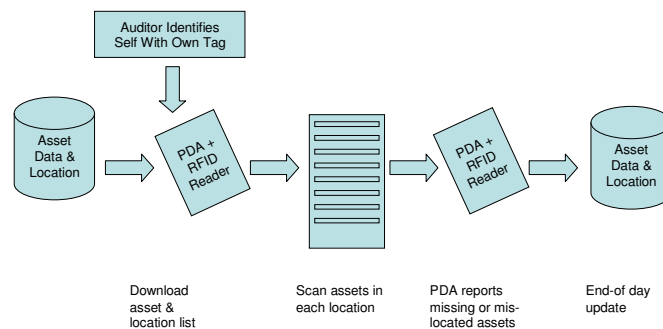 Auditor Identifies
Self With Own Tag
Asset
Data &
Location
PDA +
RFID
Reader
PDA +
RFID
Reader
Asset
Data &
Location
Download
asset &
location list
Scan assets in
each location
PDA reports
missing or mis-
located assets
End-of day
update